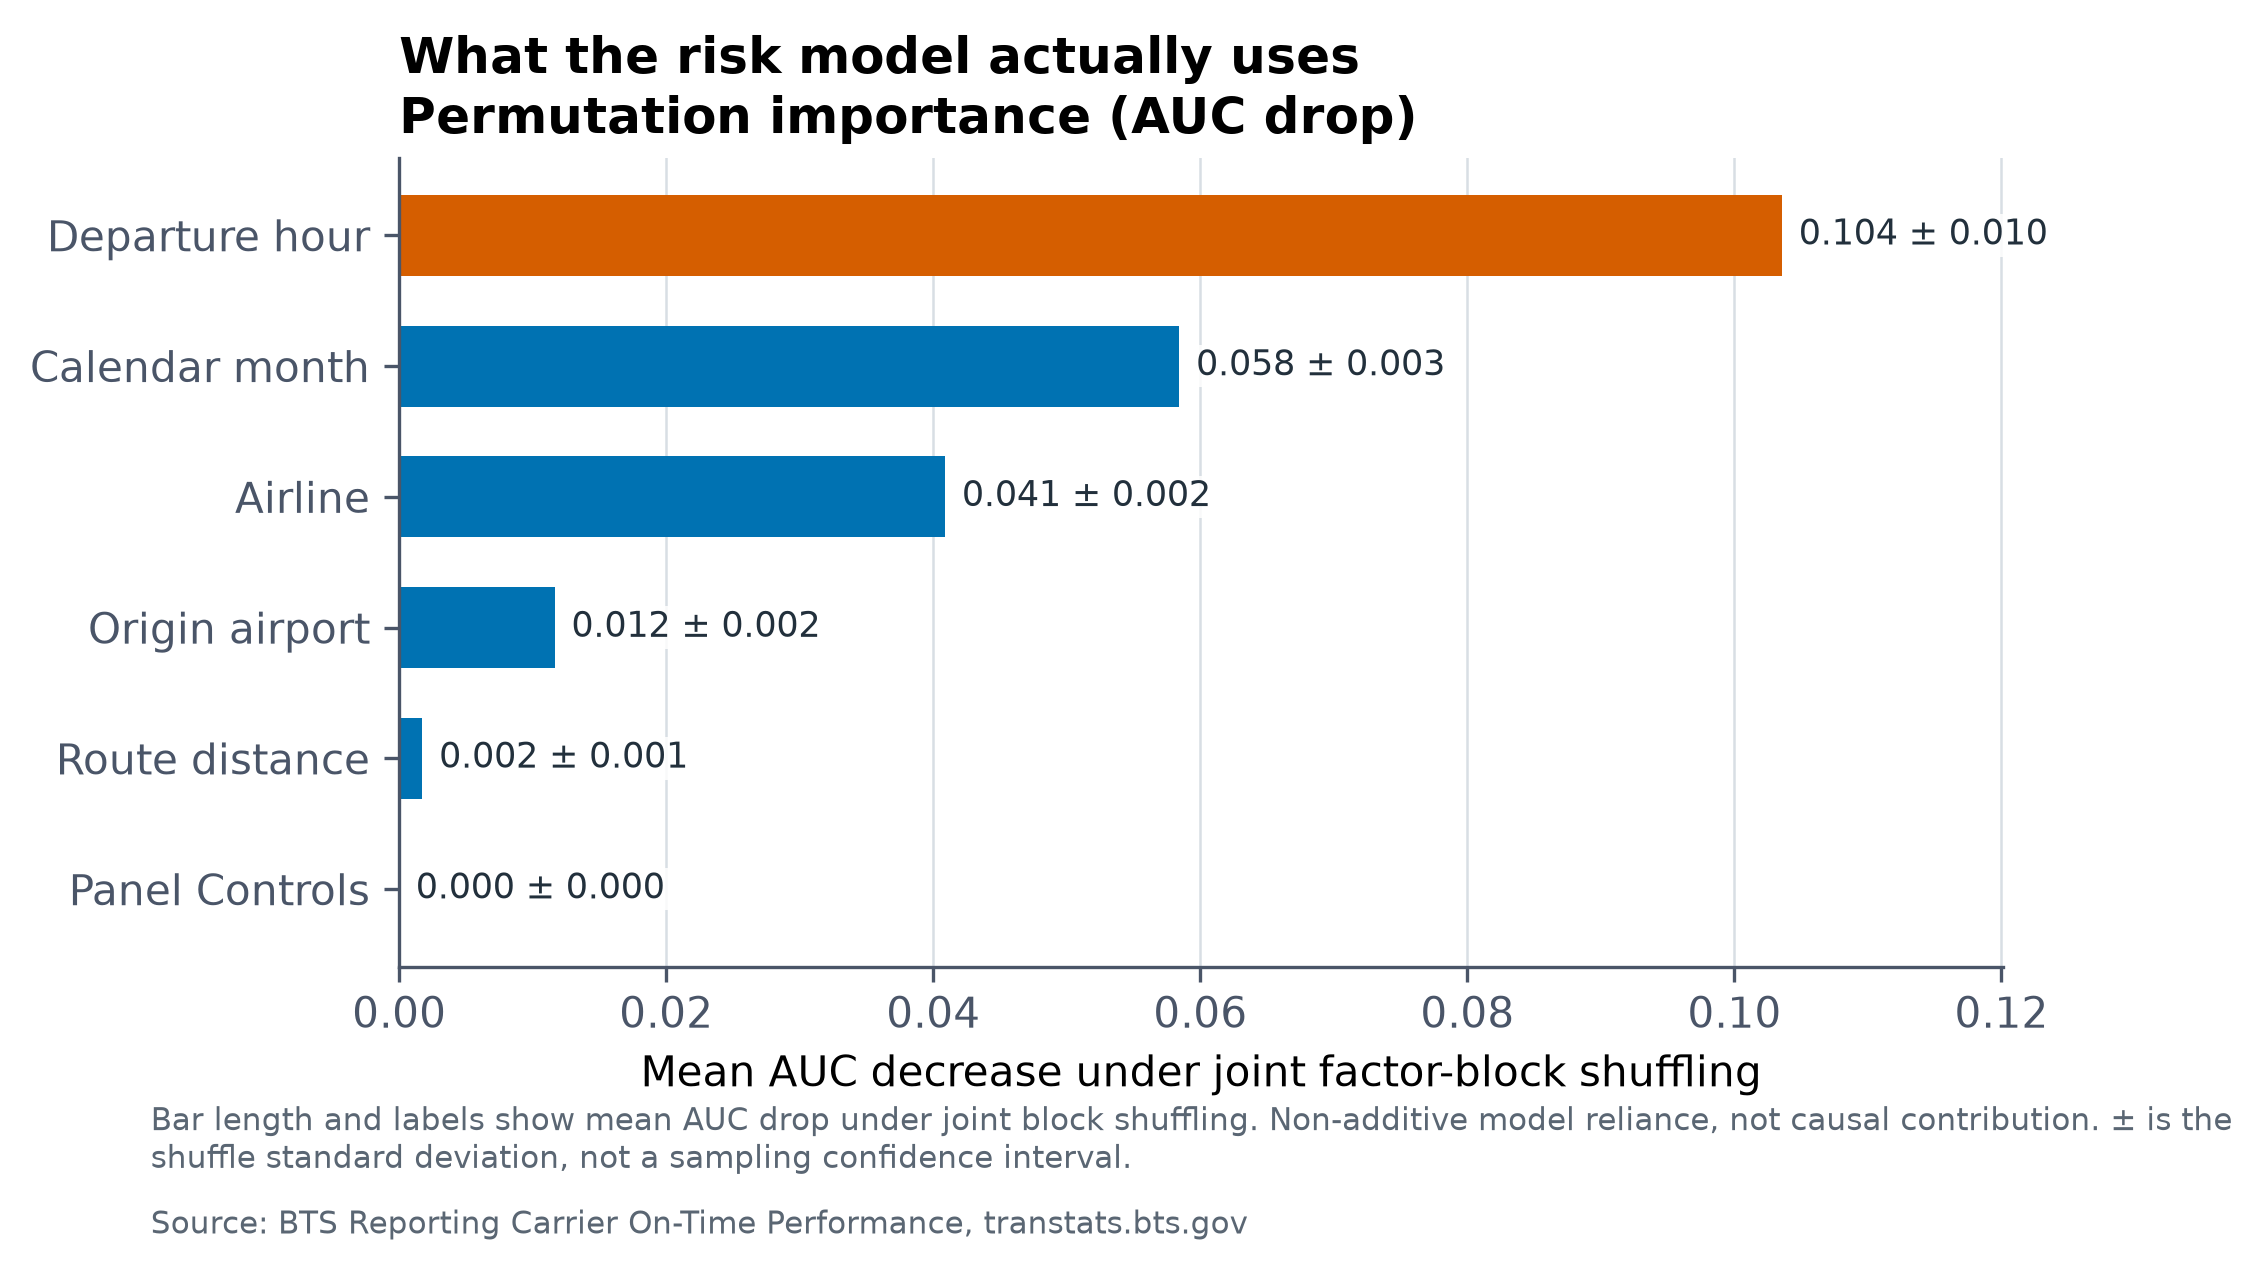 What the risk model actually uses
Permutation importance (AUC drop)
Departure hour
0.104 ± 0.010
Calendar month
0.058 ± 0.003
Airline
0.041 ± 0.002
Origin airport
0.012 ± 0.002
Route distance
0.002 ± 0.001
Panel Controls
0.000 ± 0.000
0.00 0.02 0.04 0.06 0.08 0.10 0.12
Mean AUC decrease under joint factor-block shuffling
Bar length and labels show mean AUC drop under joint block shuffling. Non-additive model reliance, not causal contribution. ± is the
shuffle standard deviation, not a sampling confidence interval.
Source: BTS Reporting Carrier On-Time Performance, transtats.bts.gov